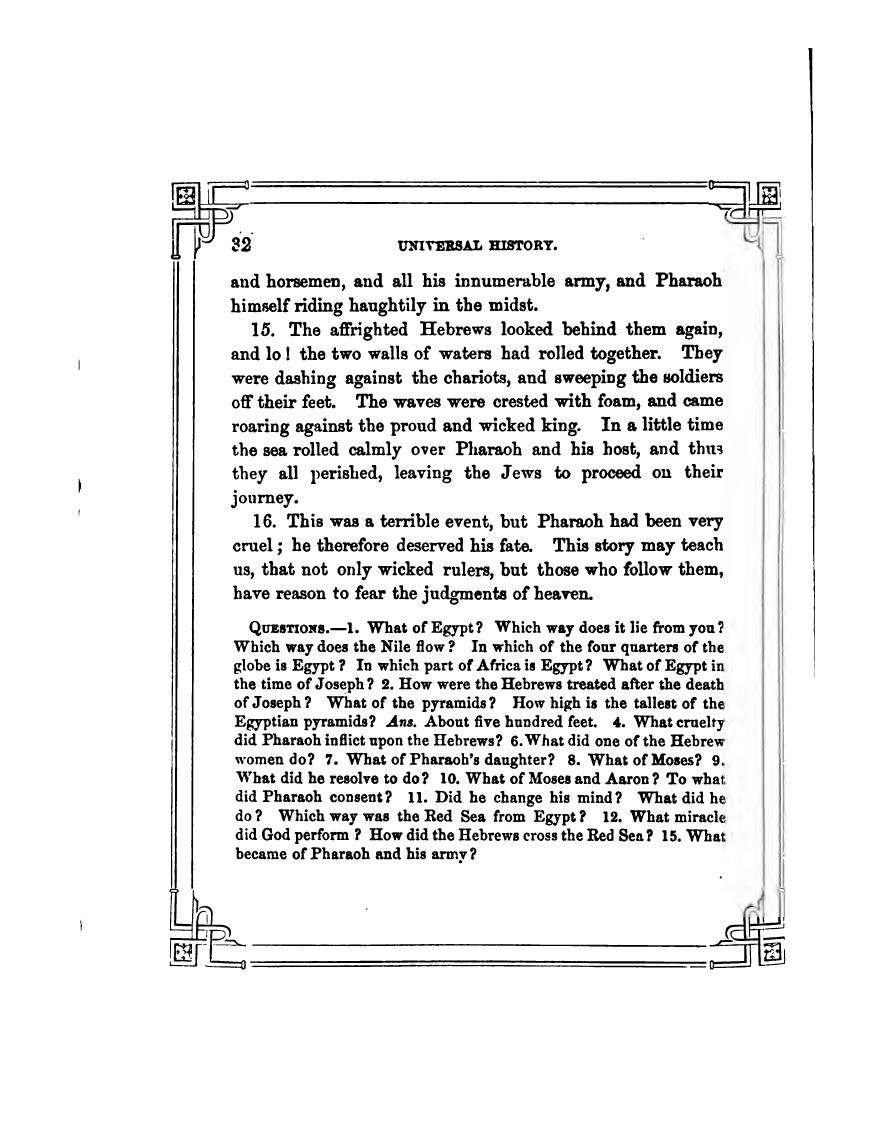 32 UNIVERSAL HISTORY.
and horsemen, and all his innumerable army, and Pharaoh
himself riding haughtily in the midst.
15. The affrighted Hebrews looked behind them again,
and lo! the two walls of waters had rolled together. They
were dashing against the chariots, and sweeping the soldiers
off their feet. The waves were crested with foam, and came
roaring against the proud and wicked king. In a little time
the sea rolled calmly over Pharaoh and his host, and thus
they all perished, leaving the Jews to proceed on their
journey.
16. This was a terrible event, but Pharaoh had been very
cruel; he therefore deserved his fate. This story may teach
us, that not only wicked rulers, but those who follow them,
have reason to fear the judgments of heaven.
QUESTIONS.—1. What of Egypt? Which way does it lie from you?
Which way does the Nile flow? In which of the four quarters of the
globe is Egypt? In which part of Africa is Egypt? What of Egypt in
the time of Joseph? 2. How were the Hebrews treated after the death
of Joseph? What of the pyramids? How high is the tallest of the
Egyptian pyramids? Ans. About five hundred feet. 4. What cruelty
did Pharaoh inflict upon the Hebrews? 6. What did one of the Hebrew
women do? 7. What of Pharaoh's daughter? 8. What of Moses? 9.
What did he resolve to do? 10. What of Moses and Aaron? To what
did Pharaoh consent? 11. Did he change his mind? What did he
do? Which way was the Red Sea from Egypt? 12. What miracle
did God perform? How did the Hebrews cross the Red Sea? 15. What
became of Pharaoh and his army?